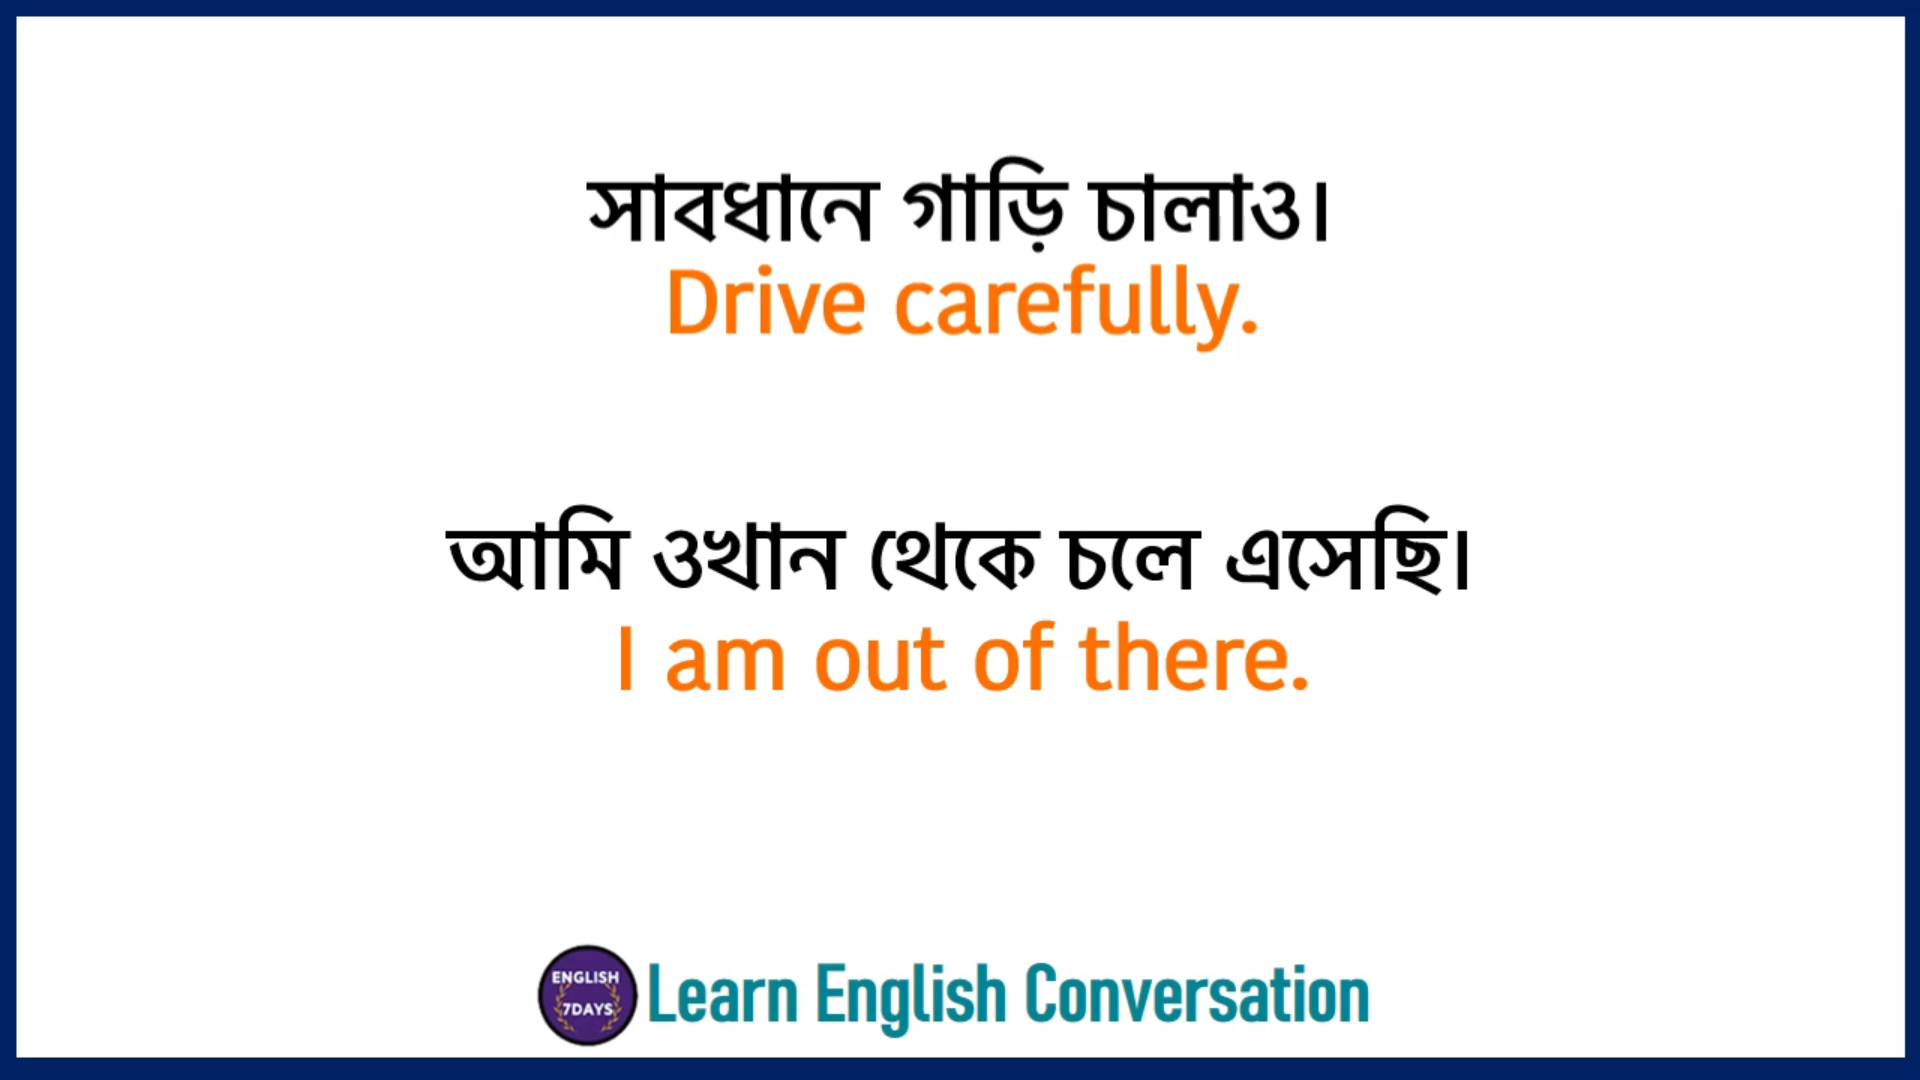 সাবধানে গাড়ি চালাও।
Drive carefully.
আমি ওখান থেকে চলে এসেছি।
I am out of there.
ENGLISH
7DAYS
Learn English Conversation